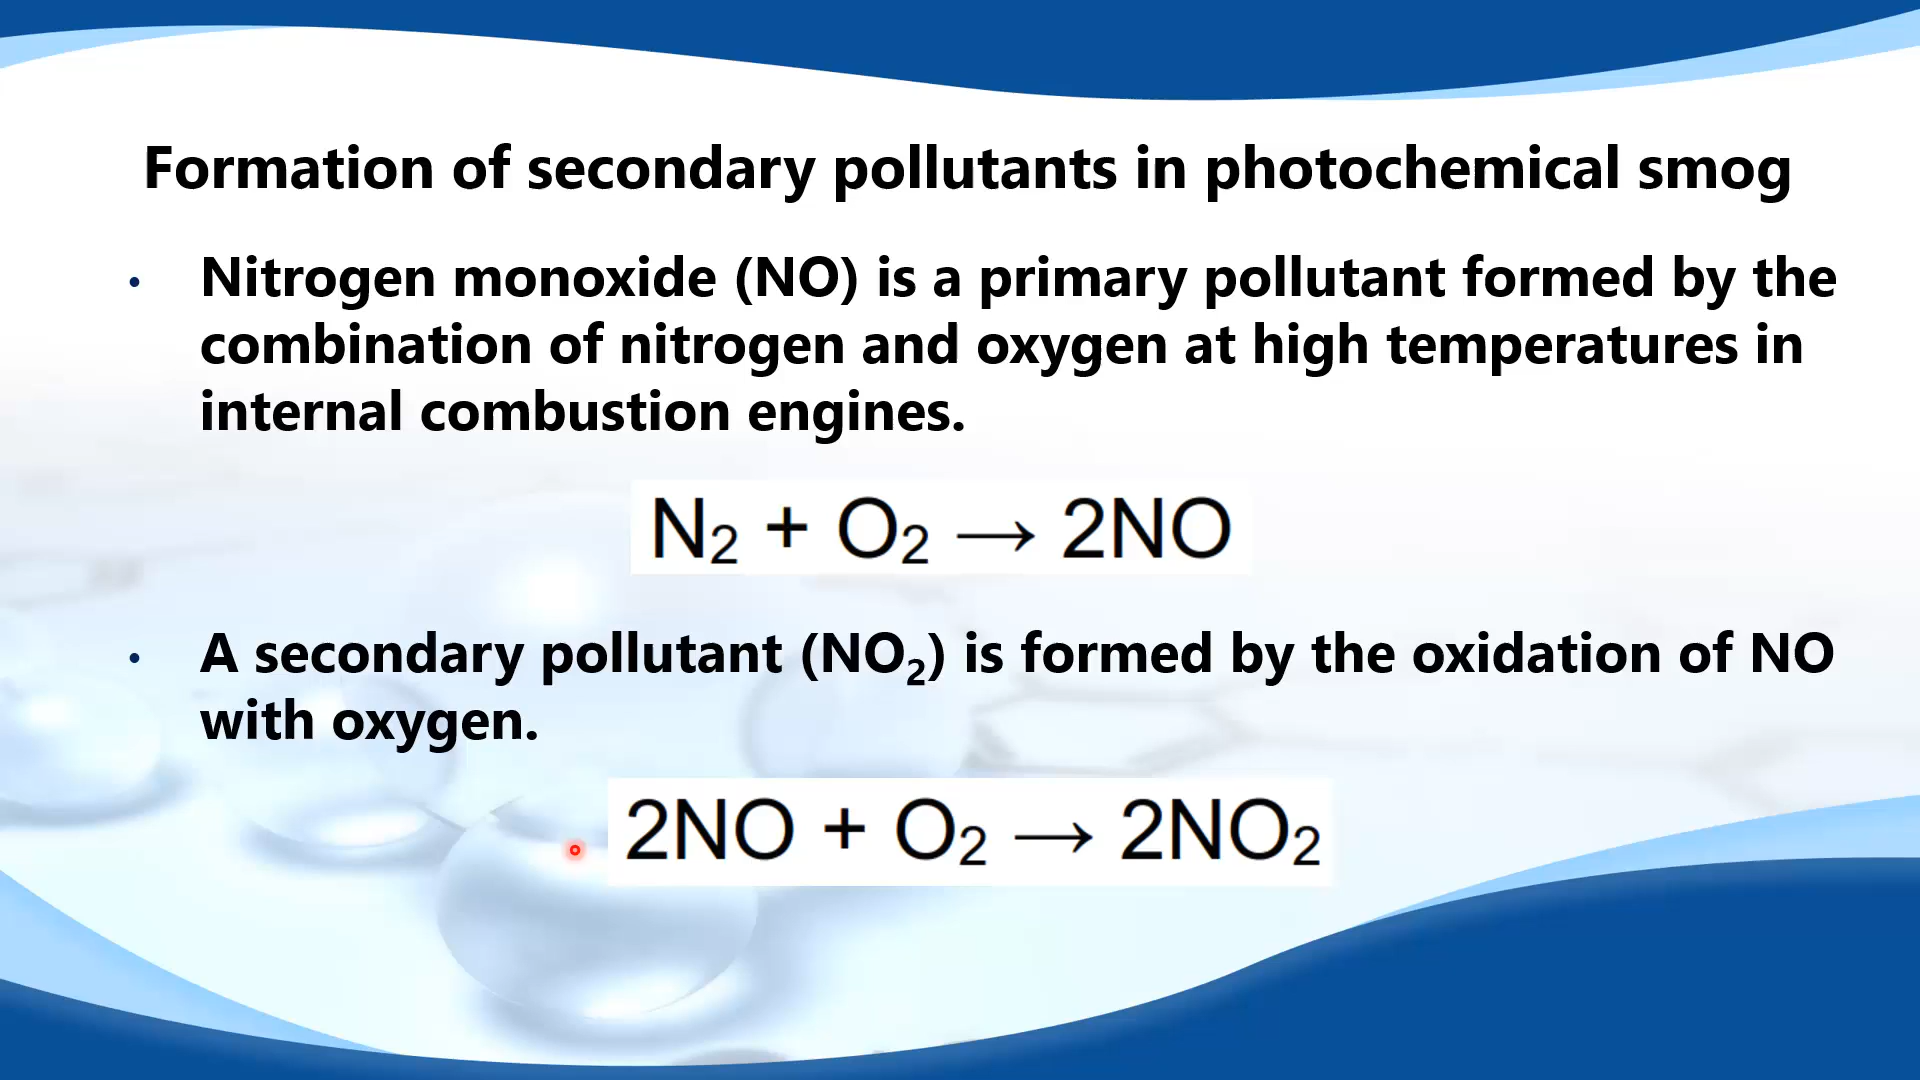 Formation of secondary pollutants in photochemical smog
• Nitrogen monoxide (NO) is a primary pollutant formed by the
combination of nitrogen and oxygen at high temperatures in
internal combustion engines.
N₂ + O₂ → 2NO
• A secondary pollutant (NO₂) is formed by the oxidation of NO
with oxygen.
2NO + O₂ → 2NO₂